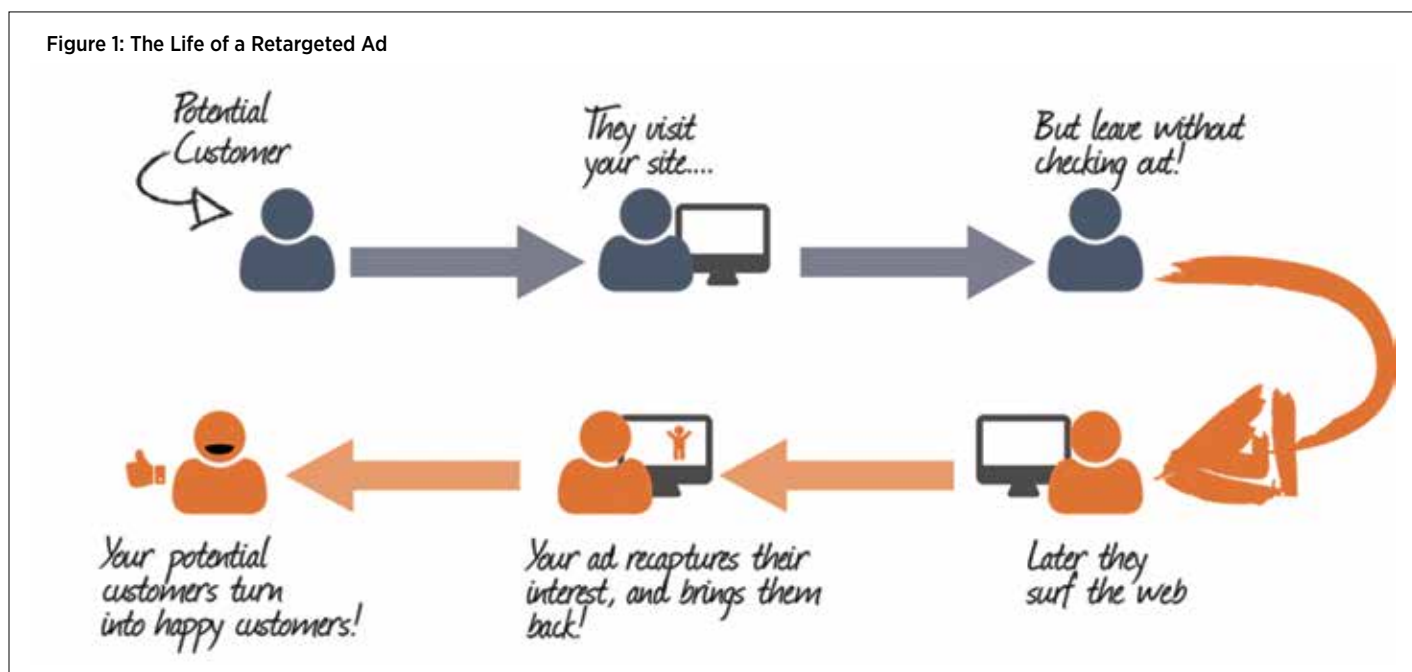 Figure 1: The Life of a Retargeted Ad
Potential
Customer
They visit
your site....
But leave without
checking out!
Later they
surf the web
Your ad recaptures their
interest, and brings them
back!
Your potential
customers turn
into happy customers!